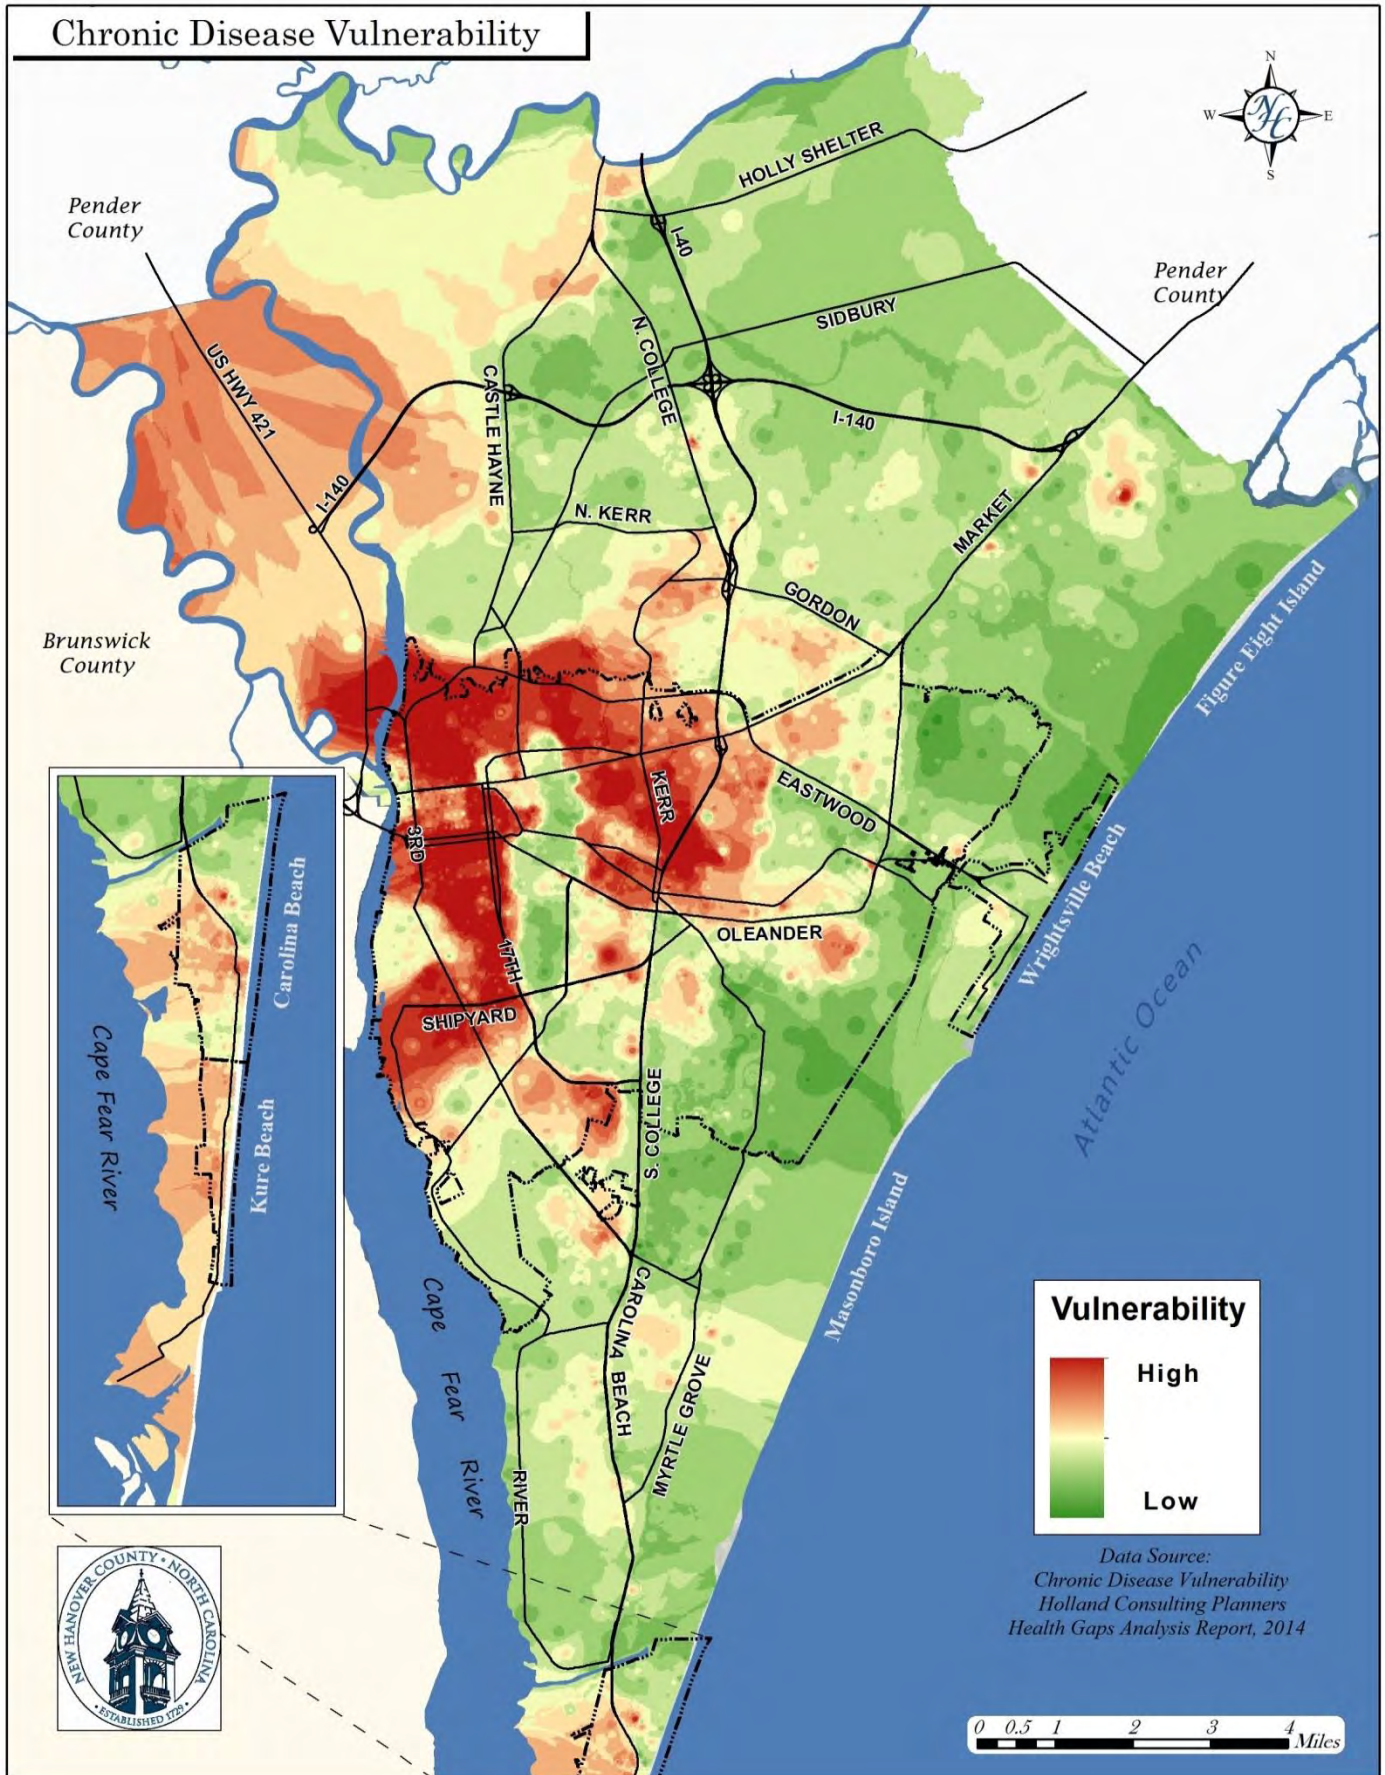 Chronic Disease Vulnerability
N
W
E
S
NHC
Pender
County
HOLLY SHELTER
I-40
Pender
County
SIDBURY
N. COLLEGE
US HWY 421
CASTLE HAYNE
I-140
I-140
N. KERR
MARKET
GORDON
Figure Eight Island
Brunswick
County
KERR
EASTWOOD
3RD
Wrightsville Beach
OLEANDER
17TH
SHIPYARD
Atlantic Ocean
S. COLLEGE
Masonboro Island
Carolina Beach
Cape Fear River
Kure Beach
Cape
Fear
River
CAROLINA BEACH
MYRTLE GROVE
RIVER
Vulnerability
High
Low
Data Source:
Chronic Disease Vulnerability
Holland Consulting Planners
Health Gaps Analysis Report, 2014
NEW HANOVER COUNTY • NORTH CAROLINA
• ESTABLISHED 1729 •
0 0.5 1 2 3 4 Miles